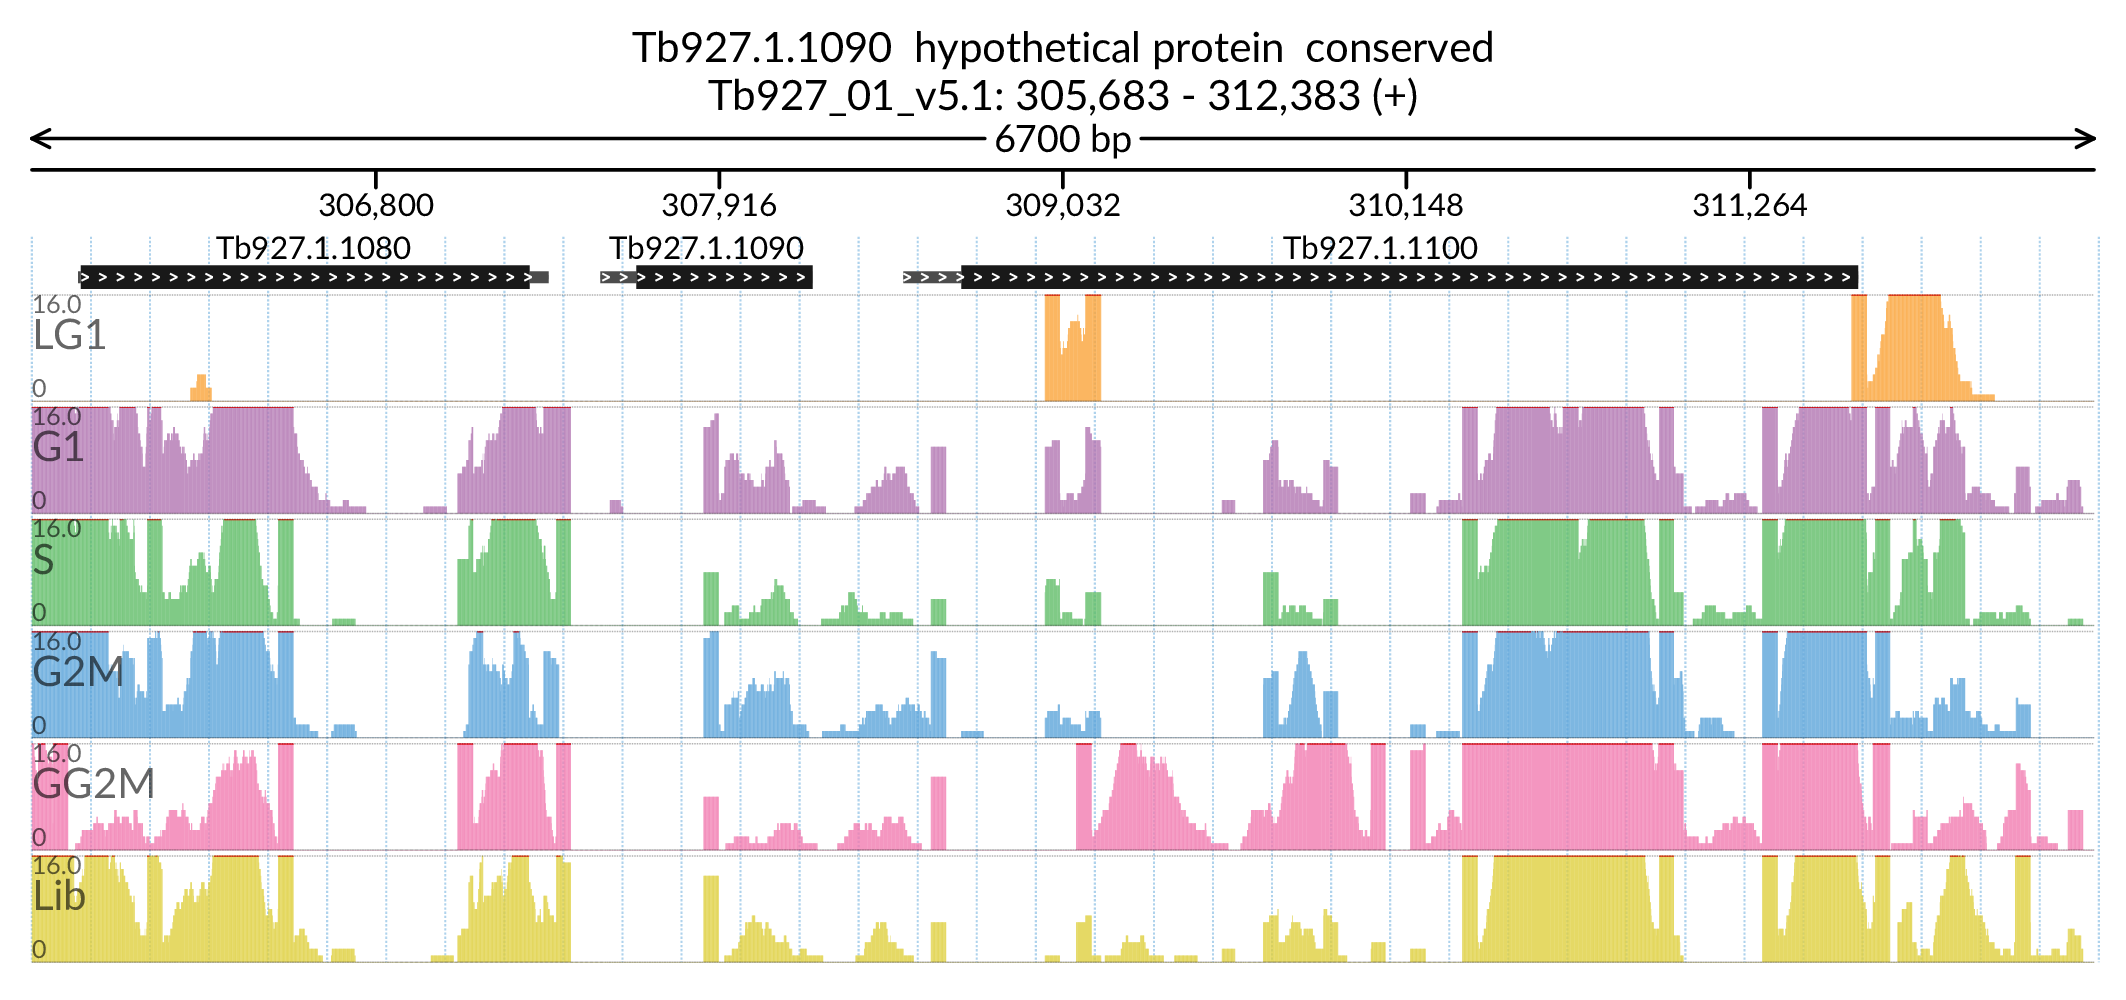 Tb927.1.1090  hypothetical protein  conserved
Tb927_01_v5.1: 305,683 - 312,383 (+)
6700 bp
306,800 307,916 309,032 310,148 311,264
Tb927.1.1080 Tb927.1.1090 Tb927.1.1100
16.0
LG1
0
16.0
G1
0
16.0
S
0
16.0
G2M
0
16.0
GG2M
0
16.0
Lib
0